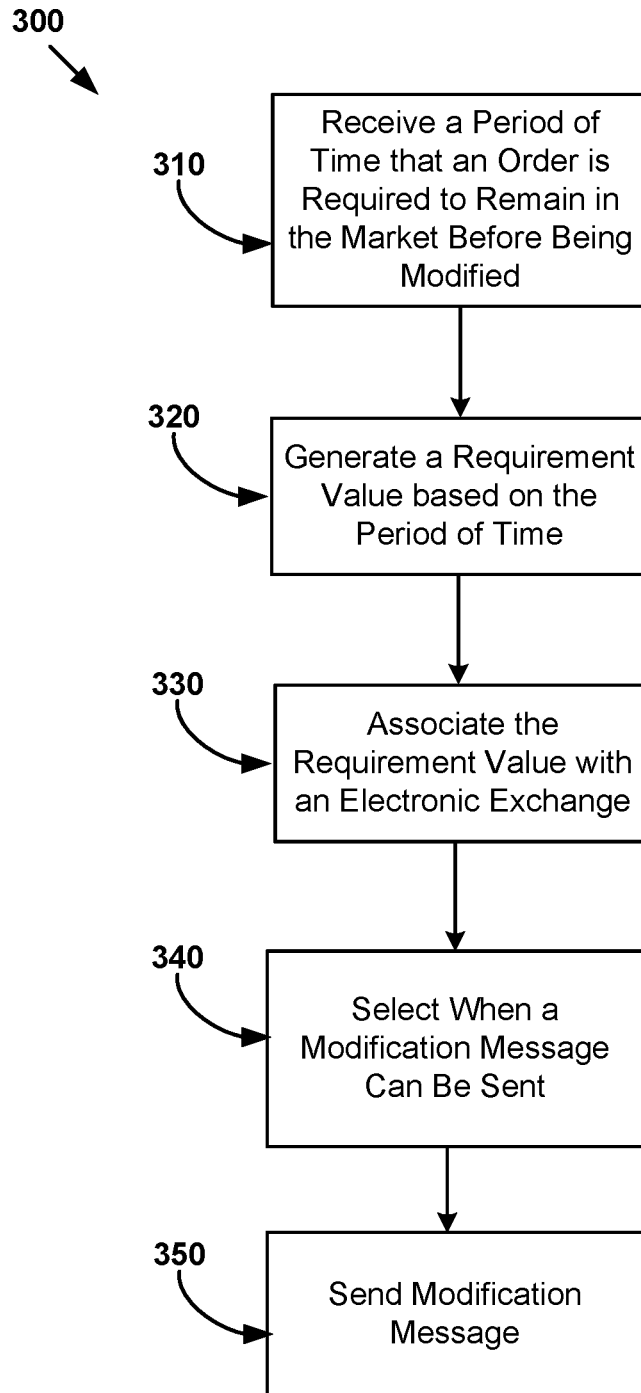 300
310
Receive a Period of
Time that an Order is
Required to Remain in
the Market Before Being
Modified
320
Generate a Requirement
Value based on the
Period of Time
330
Associate the
Requirement Value with
an Electronic Exchange
340
Select When a
Modification Message
Can Be Sent
350
Send Modification
Message